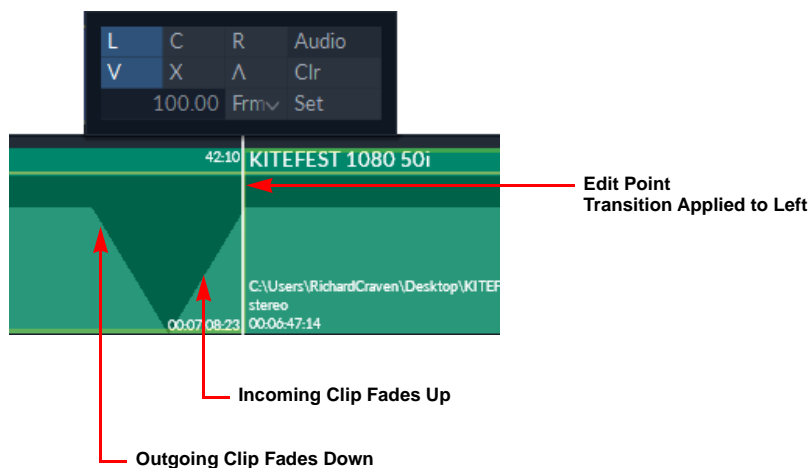 L C R Audio
V X Λ Clr
100.00 Frm Set
42:10 KITEFEST 1080 50i
Edit Point
Transition Applied to Left
C:\Users\RichardCraven\Desktop\KITEF
stereo
00:07:08:23 00:06:47:14
Incoming Clip Fades Up
Outgoing Clip Fades Down